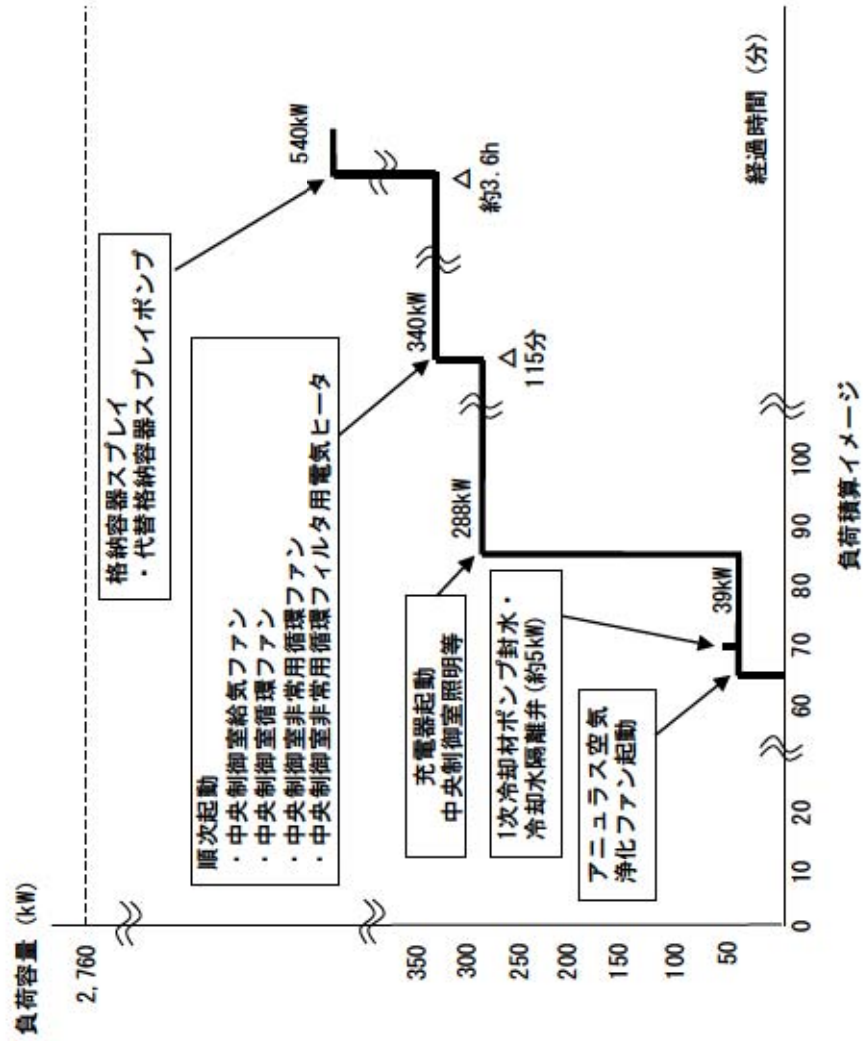 負荷容量 (kW)
2,760
350
300
250
200
150
100
50
格納容器スプレイ
・代替格納容器スプレイポンプ
540kW
順次起動
・中央制御室給気ファン
・中央制御室循環ファン
・中央制御室非常用循環ファン
・中央制御室非常用循環フィルタ用電気ヒータ
340kW
△
約3.6h
充電器起動
中央制御室照明等
288kW
△
115分
1次冷却材ポンプ封水・
冷却水隔離弁(約5kW)
39kW
アニュラス空気
浄化ファン起動
0
10
20
60
70
80
90
100
経過時間 (分)
負荷積算イメージ